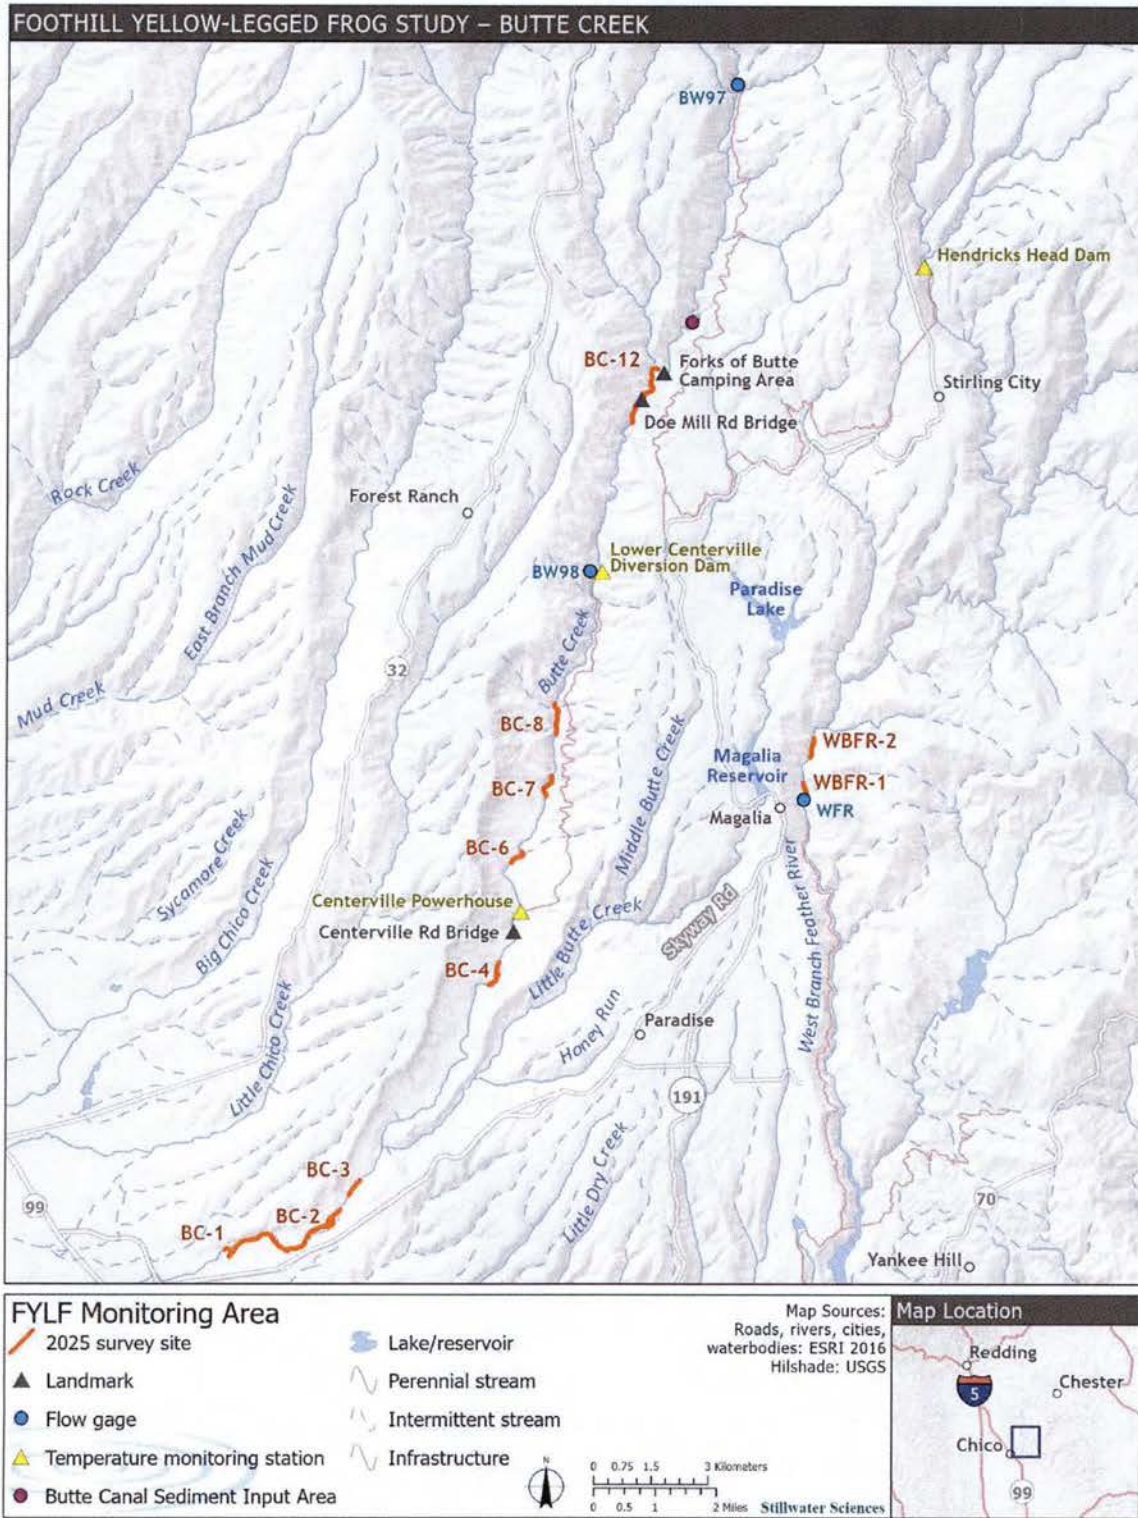 FOOTHILL YELLOW-LEGGED FROG STUDY – BUTTE CREEK
BW97
Hendricks Head Dam
BC-12
Forks of Butte
Camping Area
Stirling City
Doe Mill Rd Bridge
Rock Creek
Forest Ranch
East Branch Mud Creek
Lower Centerville
Diversion Dam
BW98
Paradise
Lake
Butte Creek
32
Mud Creek
BC-8
WBFR-2
Magalia
Reservoir
Middle Butte Creek
BC-7
WBFR-1
WFR
Magalia
Sycamore Creek
BC-6
Big Chico Creek
Centerville Powerhouse
Centerville Rd Bridge
Little Butte Creek
Skyway Rd
West Branch Feather River
BC-4
Little Chico Creek
Honey Run
Paradise
191
Little Dry Creek
BC-3
99
BC-2
BC-1
70
Yankee Hill
FYLF Monitoring Area
2025 survey site
Landmark
Flow gage
Temperature monitoring station
Butte Canal Sediment Input Area
Lake/reservoir
Perennial stream
Intermittent stream
Infrastructure
N
Map Sources:
Roads, rivers, cities,
waterbodies: ESRI 2016
Hilshade: USGS
0 0.75 1.5 3 Kilometers
0 0.5 1 2 Miles
Stillwater Sciences
Map Location
Redding
5
Chester
Chico
99